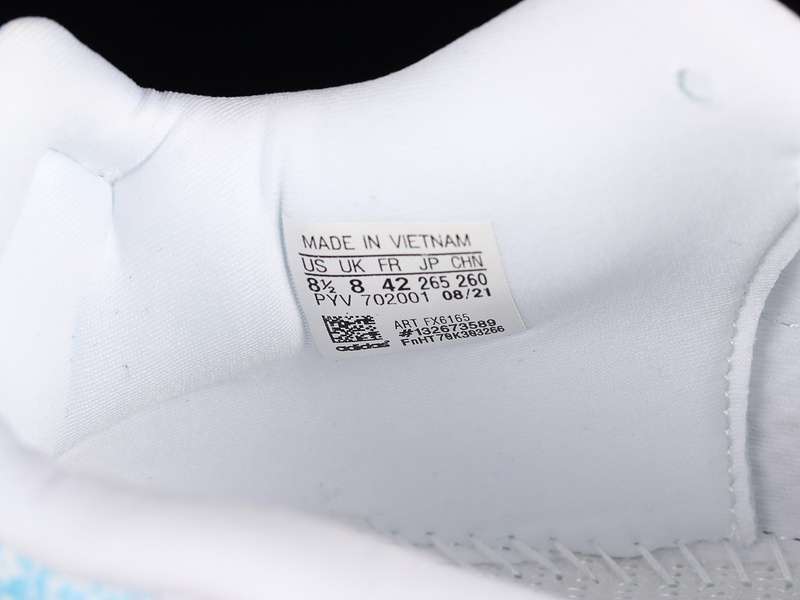 MADE IN VIETNAM
US UK FR JP CHN
8½ 8 42 265 260
PYV 702001 08/21
ART FX6165
#132673589
FnHT78K303266
adidas